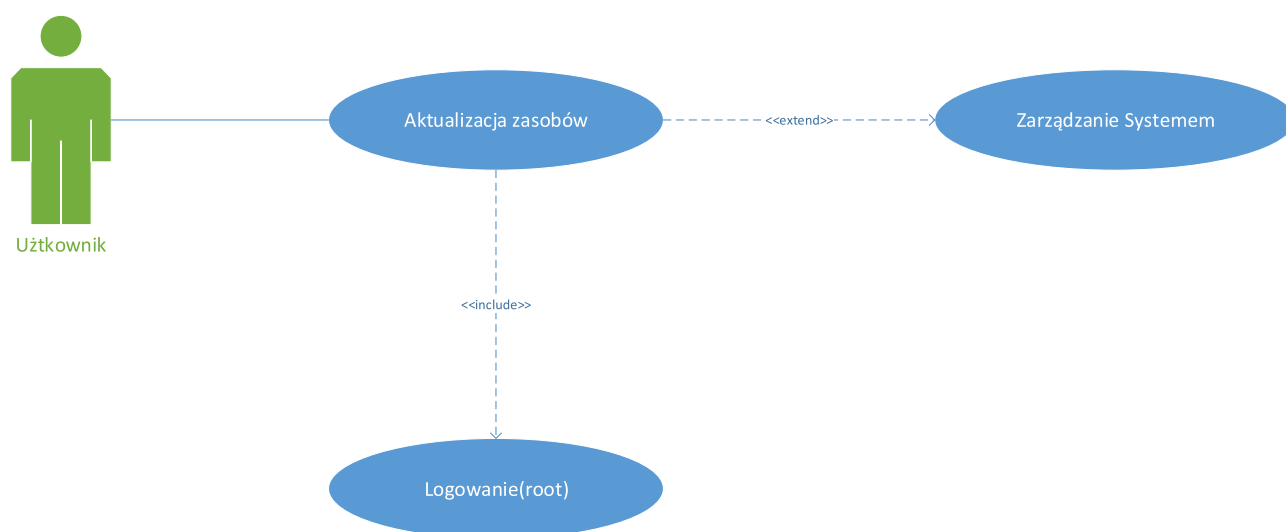 Aktualizacja zasobów
<<extend>>
Zarządzanie Systemem
Użtkownik
<<include>>
Logowanie(root)